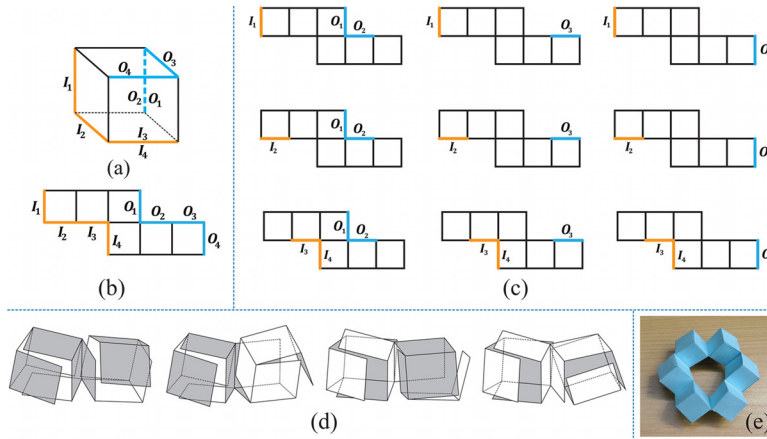 I₁
O₃
O₄
O₂ O₁
I₂
I₃
I₄
(a)
I₁ O₁ O₂ O₃
I₂ I₃ I₄ O₄
(b)
I₁ O₁ O₂
I₁ O₃
I₁ O
I₂ O₁ O₂
I₂ O₃
I₂ O
I₃ I₄ O₁ O₂
I₃ I₄ O₃
I₃ I₄ O
(c)
(d)
(e)